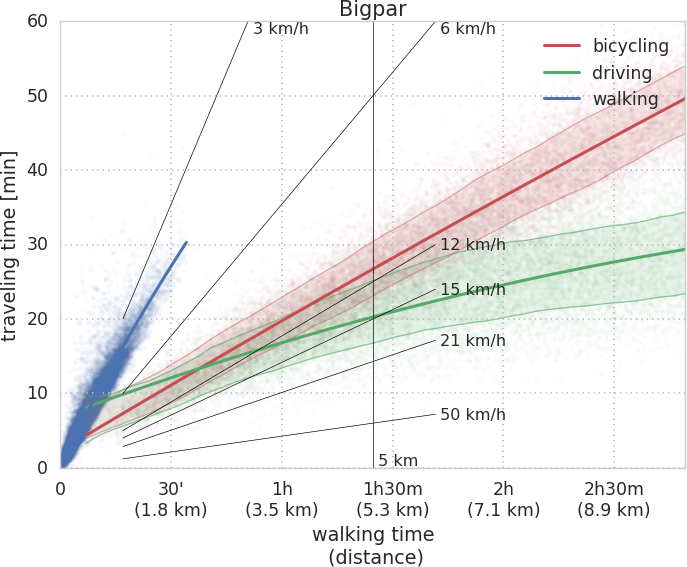 Bigpar
60
3 km/h
6 km/h
bicycling
driving
walking
50
40
30
12 km/h
15 km/h
20
21 km/h
10
50 km/h
5 km
0
traveling time [min]
0 30' 1h 1h30m 2h 2h30m
(1.8 km) (3.5 km) (5.3 km) (7.1 km) (8.9 km)
walking time
(distance)